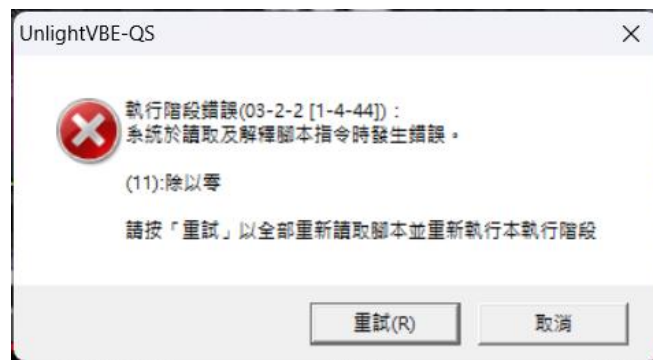 UnlightVBE-QS
執行階段錯誤(03-2-2 [1-4-44])：
系統於讀取及解釋腳本指令時發生錯誤。
(11):除以零
請按「重試」以全部重新讀取腳本並重新執行本執行階段
重試(R)
取消